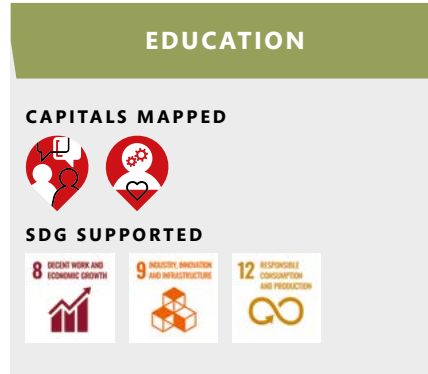 EDUCATION
CAPITALS MAPPED
SDG SUPPORTED
8 DECENT WORK AND
ECONOMIC GROWTH
9 INDUSTRY, INNOVATION
AND INFRASTRUCTURE
12 RESPONSIBLE
CONSUMPTION
AND PRODUCTION